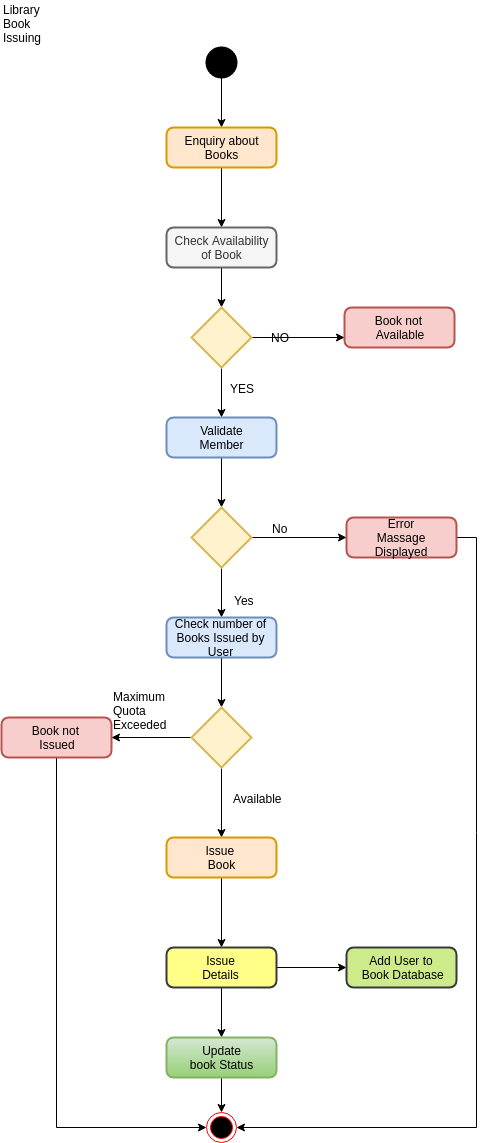 Library
Book
Issuing
Enquiry about
Books
Check Availability
of Book
NO
Book not
Available
YES
Validate
Member
No
Error
Massage
Displayed
Yes
Check number of
Books Issued by
User
Maximum
Quota
Exceeded
Book not
Issued
Available
Issue
Book
Issue
Details
Add User to
Book Database
Update
book Status